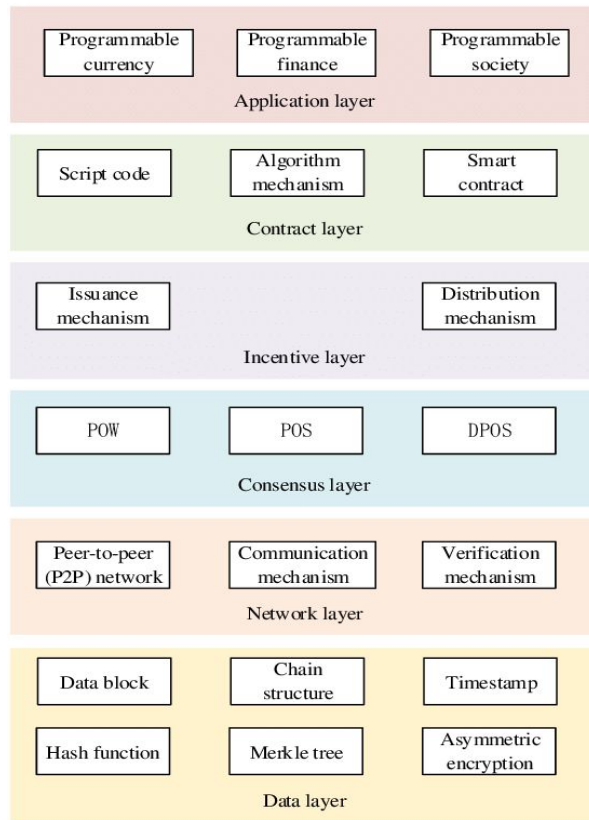 Programmable
currency
Programmable
finance
Programmable
society
Application layer
Script code
Algorithm
mechanism
Smart
contract
Contract layer
Issuance
mechanism
Distribution
mechanism
Incentive layer
POW
POS
DPOS
Consensus layer
Peer-to-peer
(P2P) network
Communication
mechanism
Verification
mechanism
Network layer
Data block
Chain
structure
Timestamp
Hash function
Merkle tree
Asymmetric
encryption
Data layer